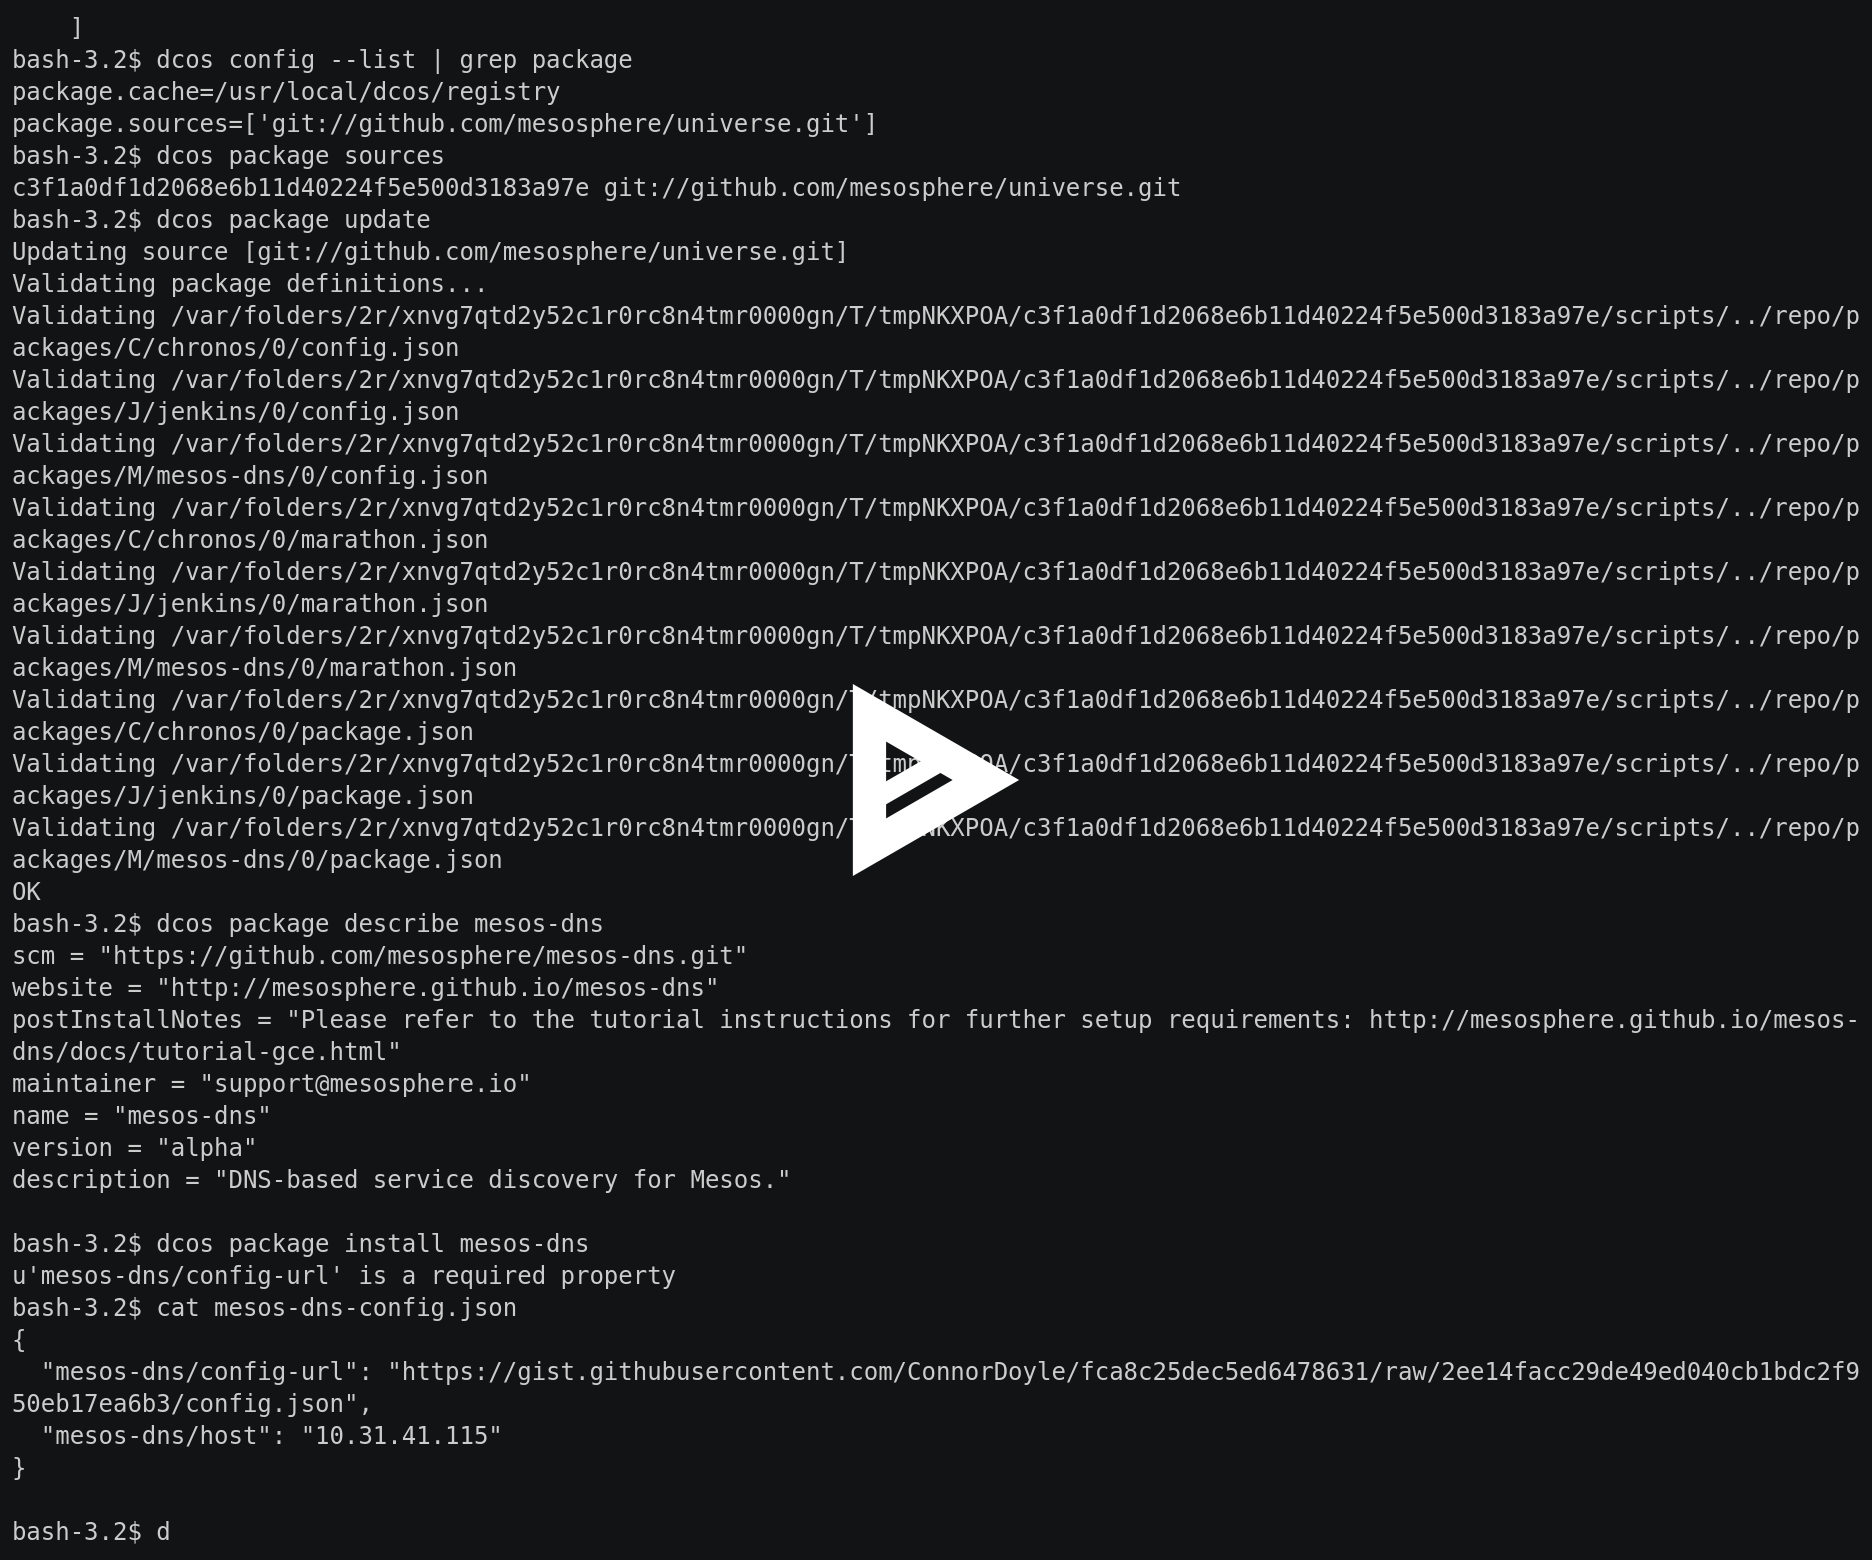 ]
bash-3.2$ dcos config --list | grep package
package.cache=/usr/local/dcos/registry
package.sources=['git://github.com/mesosphere/universe.git']
bash-3.2$ dcos package sources
c3f1a0df1d2068e6b11d40224f5e500d3183a97e git://github.com/mesosphere/universe.git
bash-3.2$ dcos package update
Updating source [git://github.com/mesosphere/universe.git]
Validating package definitions...
Validating /var/folders/2r/xnvg7qtd2y52c1r0rc8n4tmr0000gn/T/tmpNKXPOA/c3f1a0df1d2068e6b11d40224f5e500d3183a97e/scripts/../repo/p
ackages/C/chronos/0/config.json
Validating /var/folders/2r/xnvg7qtd2y52c1r0rc8n4tmr0000gn/T/tmpNKXPOA/c3f1a0df1d2068e6b11d40224f5e500d3183a97e/scripts/../repo/p
ackages/J/jenkins/0/config.json
Validating /var/folders/2r/xnvg7qtd2y52c1r0rc8n4tmr0000gn/T/tmpNKXPOA/c3f1a0df1d2068e6b11d40224f5e500d3183a97e/scripts/../repo/p
ackages/M/mesos-dns/0/config.json
Validating /var/folders/2r/xnvg7qtd2y52c1r0rc8n4tmr0000gn/T/tmpNKXPOA/c3f1a0df1d2068e6b11d40224f5e500d3183a97e/scripts/../repo/p
ackages/C/chronos/0/marathon.json
Validating /var/folders/2r/xnvg7qtd2y52c1r0rc8n4tmr0000gn/T/tmpNKXPOA/c3f1a0df1d2068e6b11d40224f5e500d3183a97e/scripts/../repo/p
ackages/J/jenkins/0/marathon.json
Validating /var/folders/2r/xnvg7qtd2y52c1r0rc8n4tmr0000gn/T/tmpNKXPOA/c3f1a0df1d2068e6b11d40224f5e500d3183a97e/scripts/../repo/p
ackages/M/mesos-dns/0/marathon.json
Validating /var/folders/2r/xnvg7qtd2y52c1r0rc8n4tmr0000gn/T/tmpNKXPOA/c3f1a0df1d2068e6b11d40224f5e500d3183a97e/scripts/../repo/p
ackages/C/chronos/0/package.json
Validating /var/folders/2r/xnvg7qtd2y52c1r0rc8n4tmr0000gn/T/tmpNKXPOA/c3f1a0df1d2068e6b11d40224f5e500d3183a97e/scripts/../repo/p
ackages/J/jenkins/0/package.json
Validating /var/folders/2r/xnvg7qtd2y52c1r0rc8n4tmr0000gn/T/tmpNKXPOA/c3f1a0df1d2068e6b11d40224f5e500d3183a97e/scripts/../repo/p
ackages/M/mesos-dns/0/package.json
OK
bash-3.2$ dcos package describe mesos-dns
scm = "https://github.com/mesosphere/mesos-dns.git"
website = "http://mesosphere.github.io/mesos-dns"
postInstallNotes = "Please refer to the tutorial instructions for further setup requirements: http://mesosphere.github.io/mesos-
dns/docs/tutorial-gce.html"
maintainer = "support@mesosphere.io"
name = "mesos-dns"
version = "alpha"
description = "DNS-based service discovery for Mesos."

bash-3.2$ dcos package install mesos-dns
u'mesos-dns/config-url' is a required property
bash-3.2$ cat mesos-dns-config.json
{
  "mesos-dns/config-url": "https://gist.githubusercontent.com/ConnorDoyle/fca8c25dec5ed6478631/raw/2ee14facc29de49ed040cb1bdc2f9
50eb17ea6b3/config.json",
  "mesos-dns/host": "10.31.41.115"
}

bash-3.2$ d